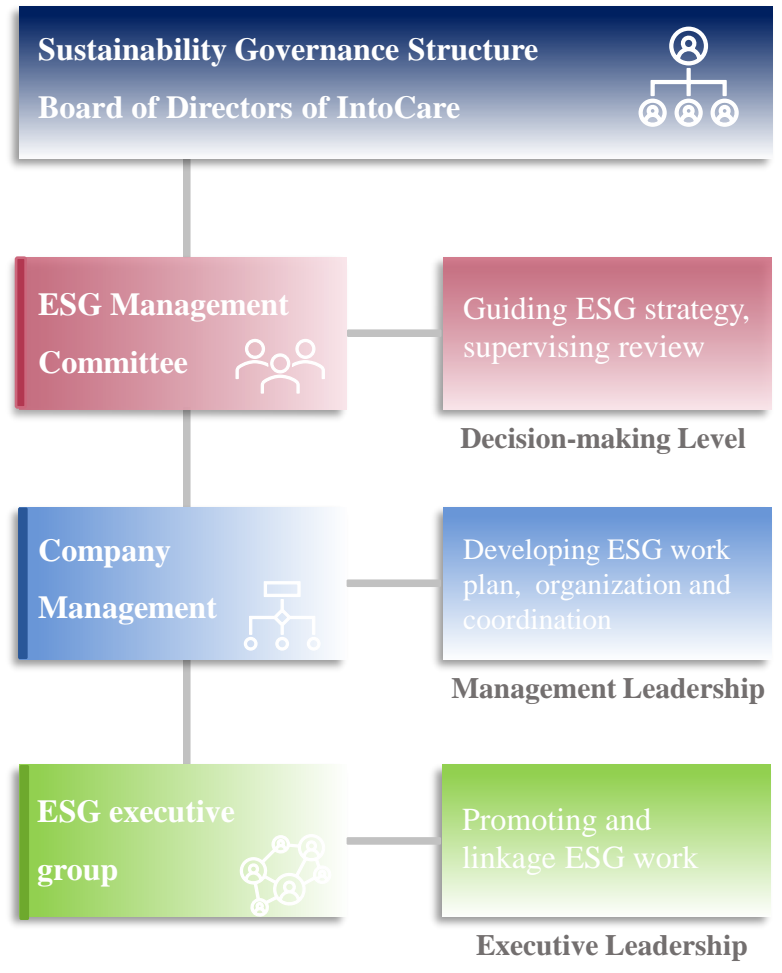 Sustainability Governance Structure
Board of Directors of IntoCare
ESG Management
Committee
Guiding ESG strategy,
supervising review
Decision-making Level
Company
Management
Developing ESG work
plan, organization and
coordination
Management Leadership
ESG executive
group
Promoting and
linkage ESG work
Executive Leadership